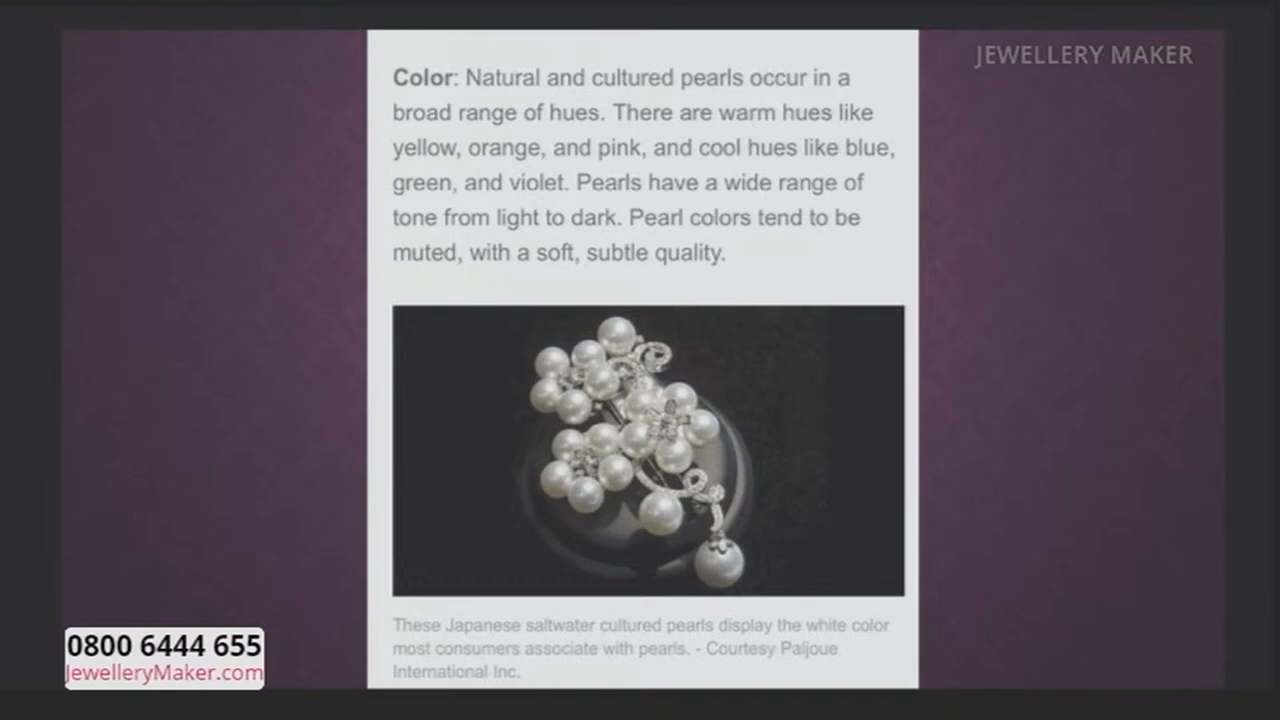 JEWELLERY MAKER
Color: Natural and cultured pearls occur in a
broad range of hues. There are warm hues like
yellow, orange, and pink, and cool hues like blue,
green, and violet. Pearls have a wide range of
tone from light to dark. Pearl colors tend to be
muted, with a soft, subtle quality.
These Japanese saltwater cultured pearls display the white color
most consumers associate with pearls. - Courtesy Paljoue
International Inc.
0800 6444 655
JewelleryMaker.com